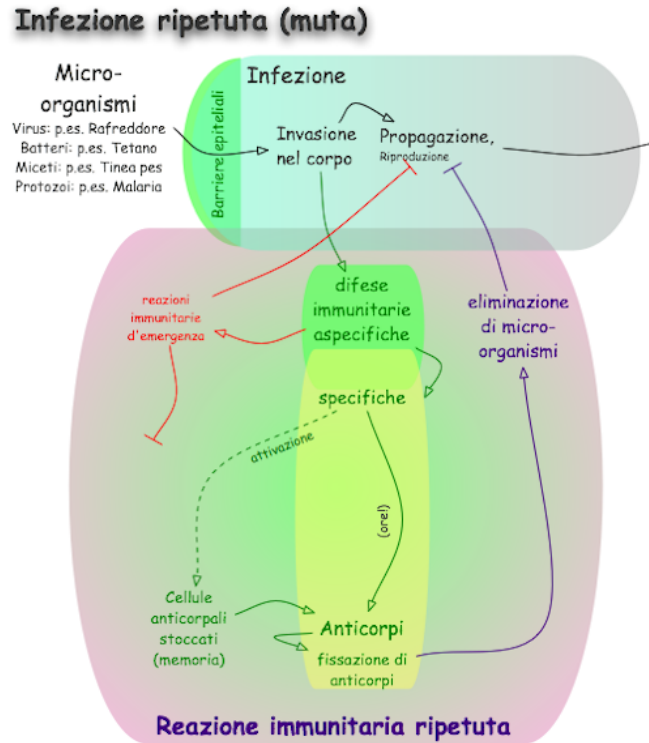 Infezione ripetuta (muta)
Micro-
organismi
Virus: p.es. Rafreddore
Batteri: p.es. Tetano
Miceti: p.es. Tinea pes
Protozoi: p.es. Malaria
Barriere epiteliali
Infezione
Invasione
nel corpo
Propagazione,
Riproduzione
reazioni
immunitarie
d'emergenza
difese
immunitarie
aspecifiche
eliminazione
di micro-
organismi
specifiche
attivazione
(ore!)
Cellule
anticorpali
stoccati
(memoria)
Anticorpi
fissazione di
anticorpi
Reazione immunitaria ripetuta